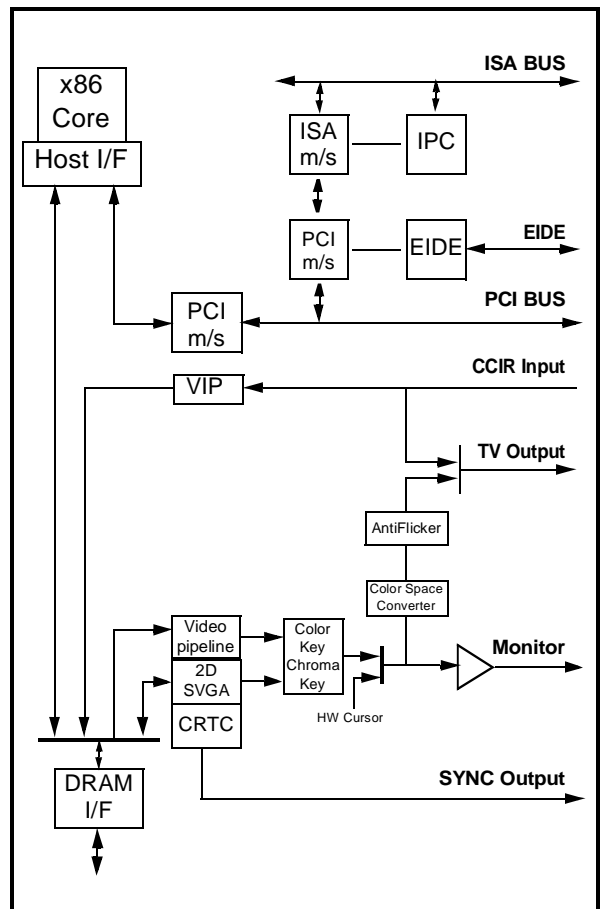 ISA BUS
x86
Core
Host I/F
ISA
m/s
IPC
PCI
m/s
EIDE
EIDE
PCI BUS
PCI
m/s
CCIR Input
VIP
TV Output
AntiFlicker
Color Space
Converter
Video
pipeline
2D
SVGA
CRTC
Color
Key
Chroma
Key
Monitor
HW Cursor
DRAM
I/F
SYNC Output